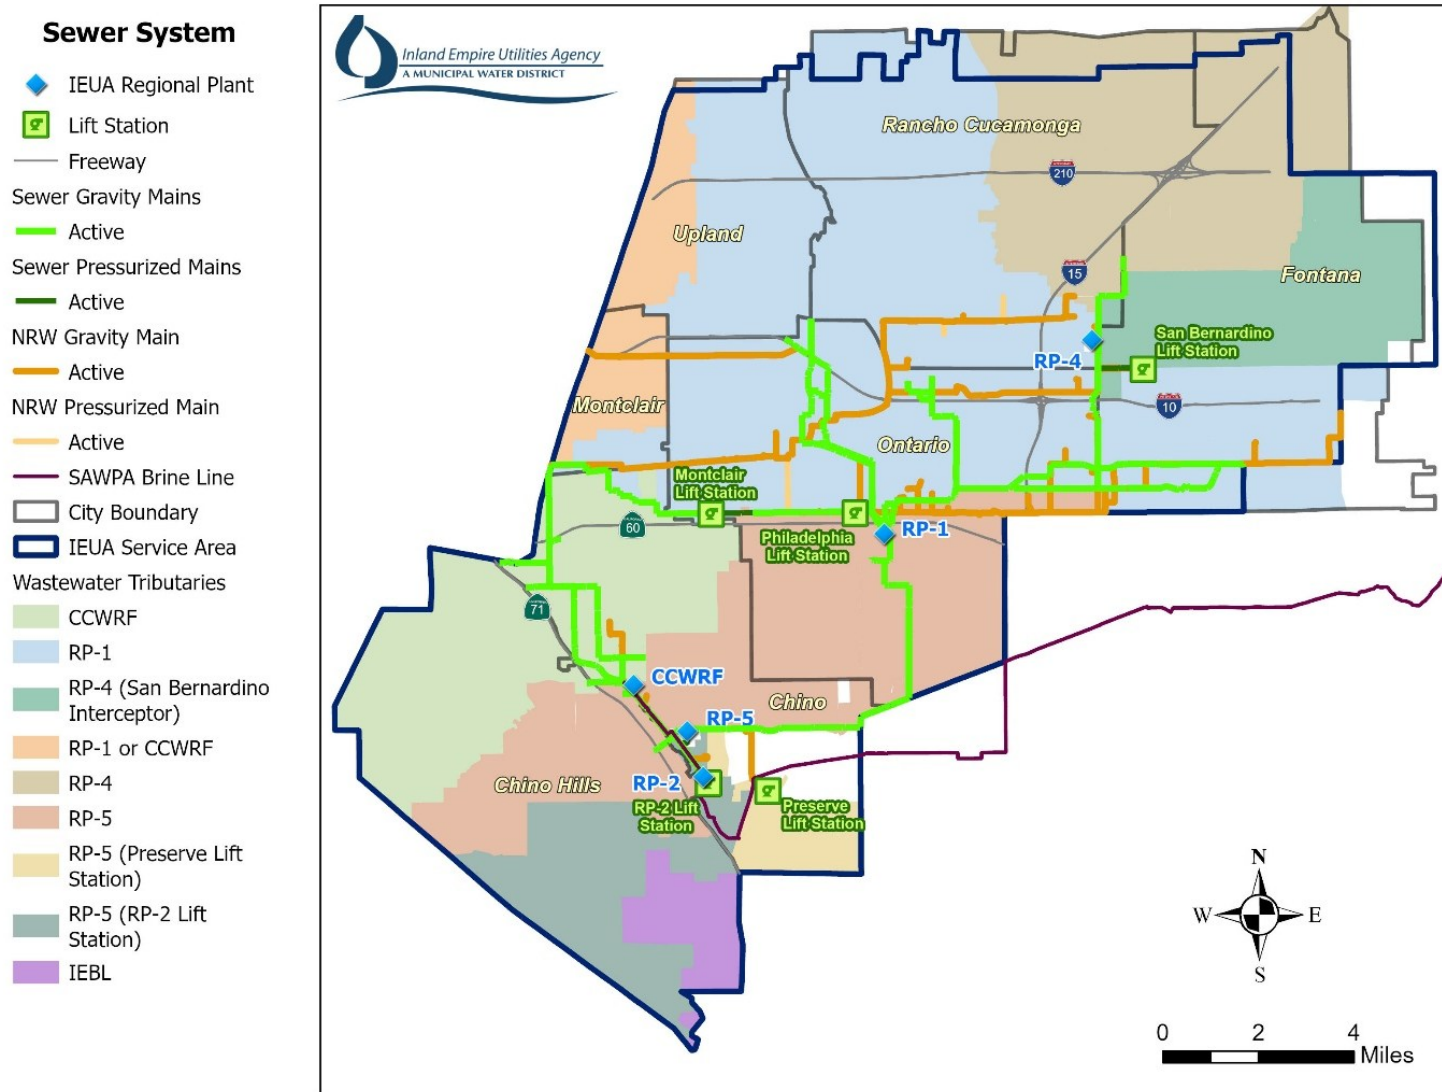 Sewer System
IEUA Regional Plant
Lift Station
Freeway
Sewer Gravity Mains
Active
Sewer Pressurized Mains
Active
NRW Gravity Main
Active
NRW Pressurized Main
Active
SAWPA Brine Line
City Boundary
IEUA Service Area
Wastewater Tributaries
CCWRF
RP-1
RP-4 (San Bernardino
Interceptor)
RP-1 or CCWRF
RP-4
RP-5
RP-5 (Preserve Lift
Station)
RP-5 (RP-2 Lift
Station)
IEBL
Inland Empire Utilities Agency
A MUNICIPAL WATER DISTRICT
Rancho Cucamonga
210
Upland
15
Fontana
San Bernardino
Lift Station
RP-4
Montclair
10
Ontario
Montclair
Lift Station
60
Philadelphia
Lift Station
RP-1
71
CCWRF
Chino
RP-5
Chino Hills
RP-2
RP-2 Lift
Station
Preserve
Lift Station
N
W
E
S
0 2 4
Miles